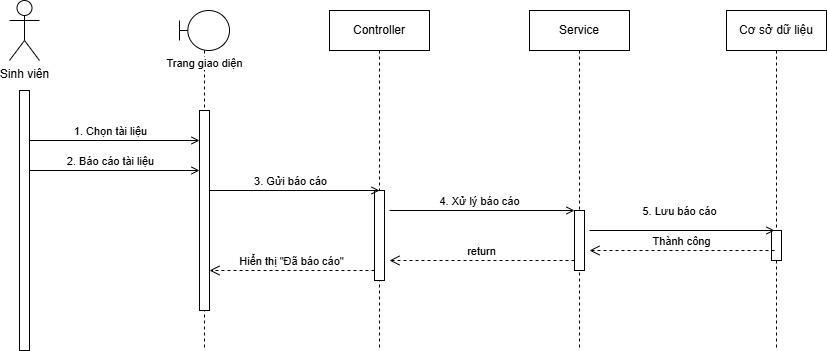 Controller
Service
Cơ sở dữ liệu
Trang giao diện
Sinh viên
1. Chọn tài liệu
2. Báo cáo tài liệu
3. Gửi báo cáo
4. Xử lý báo cáo
5. Lưu báo cáo
Thành công
return
Hiển thị "Đã báo cáo"